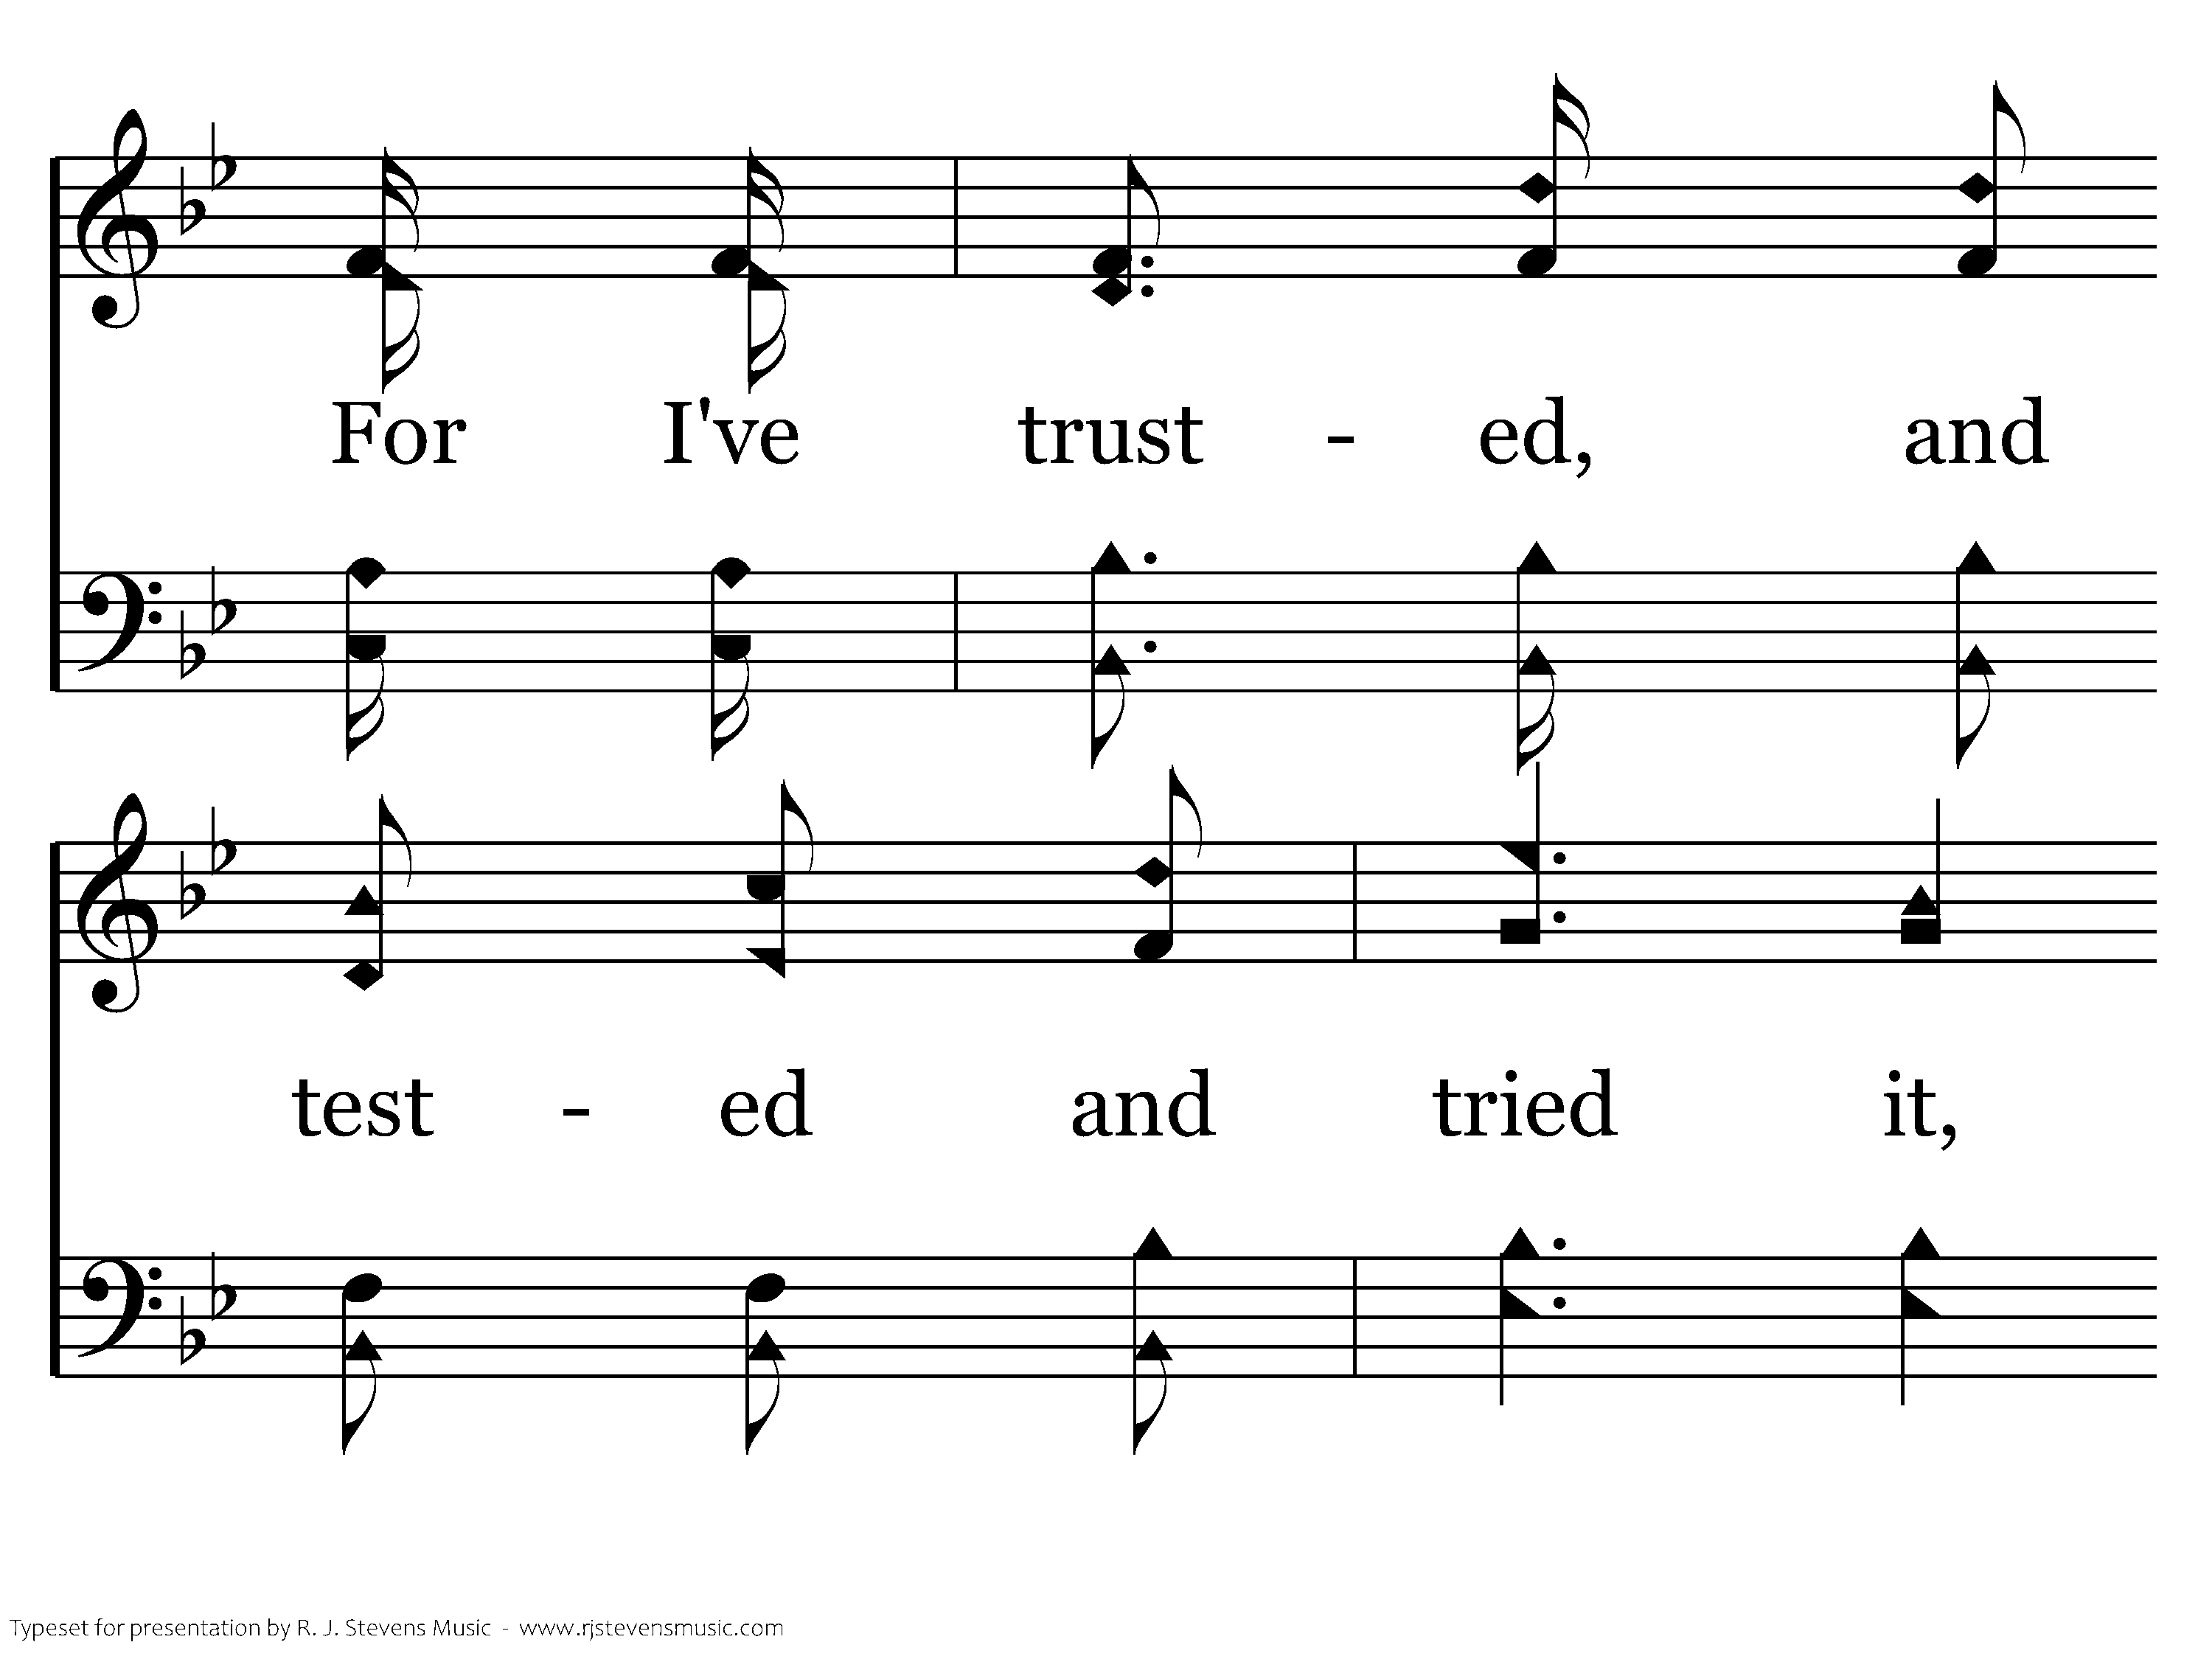 For I've trust - ed, and
test - ed and tried it,
Typeset for presentation by R. J. Stevens Music - www.rjstevensmusic.com